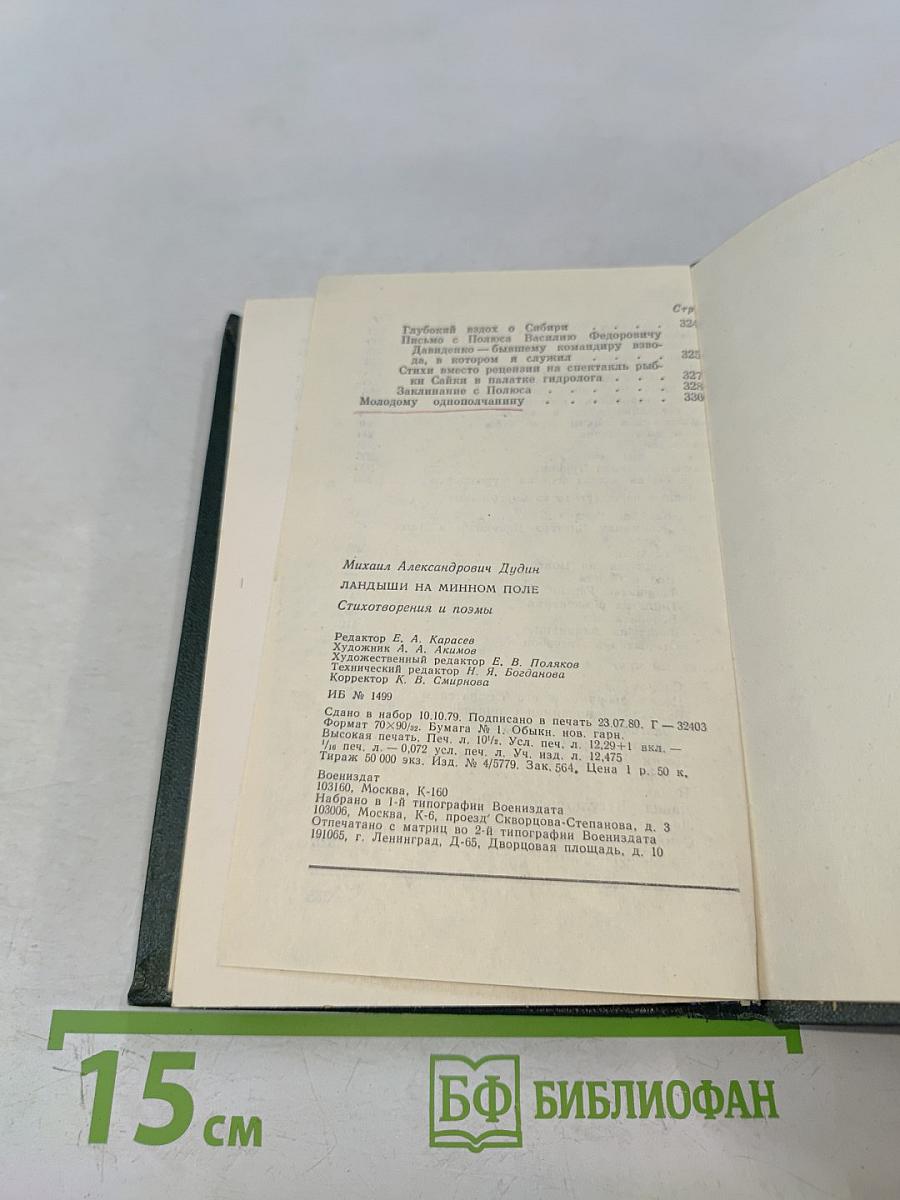 Стр.
Глубокий вздох о Сибири . . . . 324
Письмо с Полюса Василию Федоровичу
Давиденко — бывшему командиру взво-
да, в котором я служил . . . . 325
Стихи вместо рецензии на спектакль рыб-
ки Сайки в палатке гидролога . . . 327
Заклинание с Полюса . . . . . . 328
Молодому однополчанину . . . . . . 330
Михаил Александрович Дудин
ЛАНДЫШИ НА МИННОМ ПОЛЕ
Стихотворения и поэмы
Редактор Е. А. Карасев
Художник А. А. Акимов
Художественный редактор Е. В. Поляков
Технический редактор Н. Я. Богданова
Корректор К. В. Смирнова
ИБ № 1499
Сдано в набор 10.10.79. Подписано в печать 23.07.80. Г — 32403
Формат 70×90/32. Бумага № 1. Обыкн. нов. гарн.
Высокая печать. Печ. л. 10 1/2. Усл. печ. л. 12,29+1 вкл. —
1/16 печ. л. — 0,072 усл. печ. л. Уч. изд. л. 12,475
Тираж 50 000 экз. Изд. № 4/5779. Зак. 564. Цена 1 р. 50 к.
Воениздат
103160, Москва, К-160
Набрано в 1-й типографии Воениздата
103006, Москва, К-6, проезд Скворцова-Степанова, д. 3
Отпечатано с матриц во 2-й типографии Воениздата
191065, г. Ленинград, Д-65, Дворцовая площадь, д. 10
15 см
БФ БИБЛИОФАН